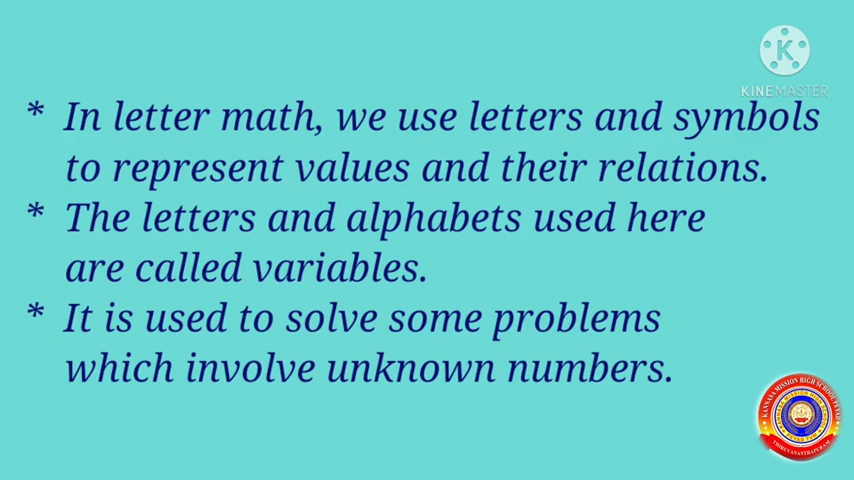 KINEMASTER
* In letter math, we use letters and symbols
to represent values and their relations.
* The letters and alphabets used here
are called variables.
* It is used to solve some problems
which involve unknown numbers.
THIRUVANANTHAPURAM